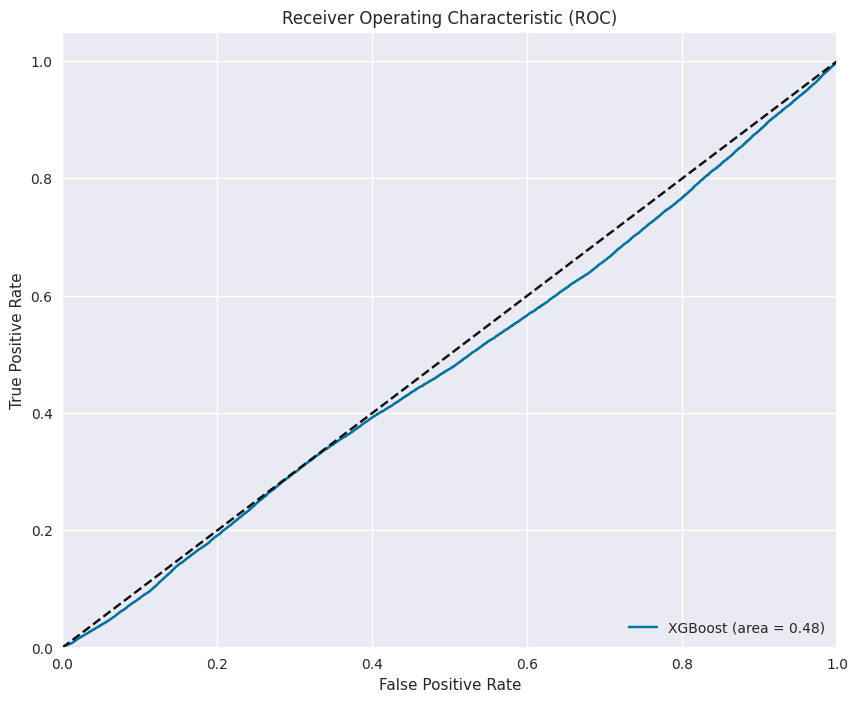 Receiver Operating Characteristic (ROC)
True Positive Rate
1.0
0.8
0.6
0.4
0.2
0.0
XGBoost (area = 0.48)
0.0 0.2 0.4 0.6 0.8 1.0
False Positive Rate